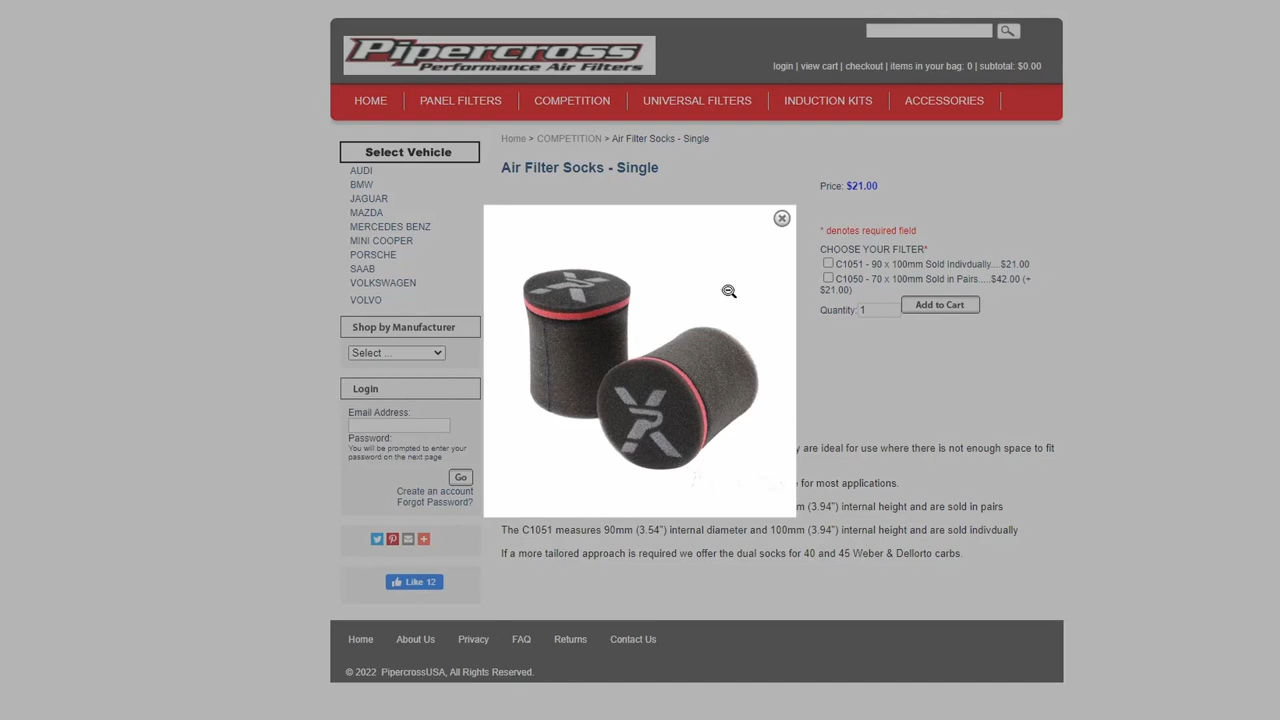 Pipercross
Performance Air Filters
login | view cart | checkout | items in your bag: 0 | subtotal: $0.00
HOME
PANEL FILTERS
COMPETITION
UNIVERSAL FILTERS
INDUCTION KITS
ACCESSORIES
Home > COMPETITION > Air Filter Socks - Single
Select Vehicle
AUDI
BMW
JAGUAR
MAZDA
MERCEDES BENZ
MINI COOPER
PORSCHE
SAAB
VOLKSWAGEN
VOLVO
Shop by Manufacturer
Select ...
Login
Email Address:
Password:
You will be prompted to enter your
password on the next page
Go
Create an account
Forgot Password?
Like 12
Air Filter Socks - Single
Price: $21.00
* denotes required field
CHOOSE YOUR FILTER*
C1051 - 90 x 100mm Sold Indivdually....$21.00
C1050 - 70 x 100mm Sold in Pairs.....$42.00 (+
$21.00)
Quantity: 1
Add to Cart
are ideal for use where there is not enough space to fit
for most applications.
(3.94") internal height and are sold in pairs
The C1051 measures 90mm (3.54") internal diameter and 100mm (3.94") internal height and are sold indivdually
If a more tailored approach is required we offer the dual socks for 40 and 45 Weber & Dellorto carbs.
Home
About Us
Privacy
FAQ
Returns
Contact Us
© 2022 PipercrossUSA, All Rights Reserved.